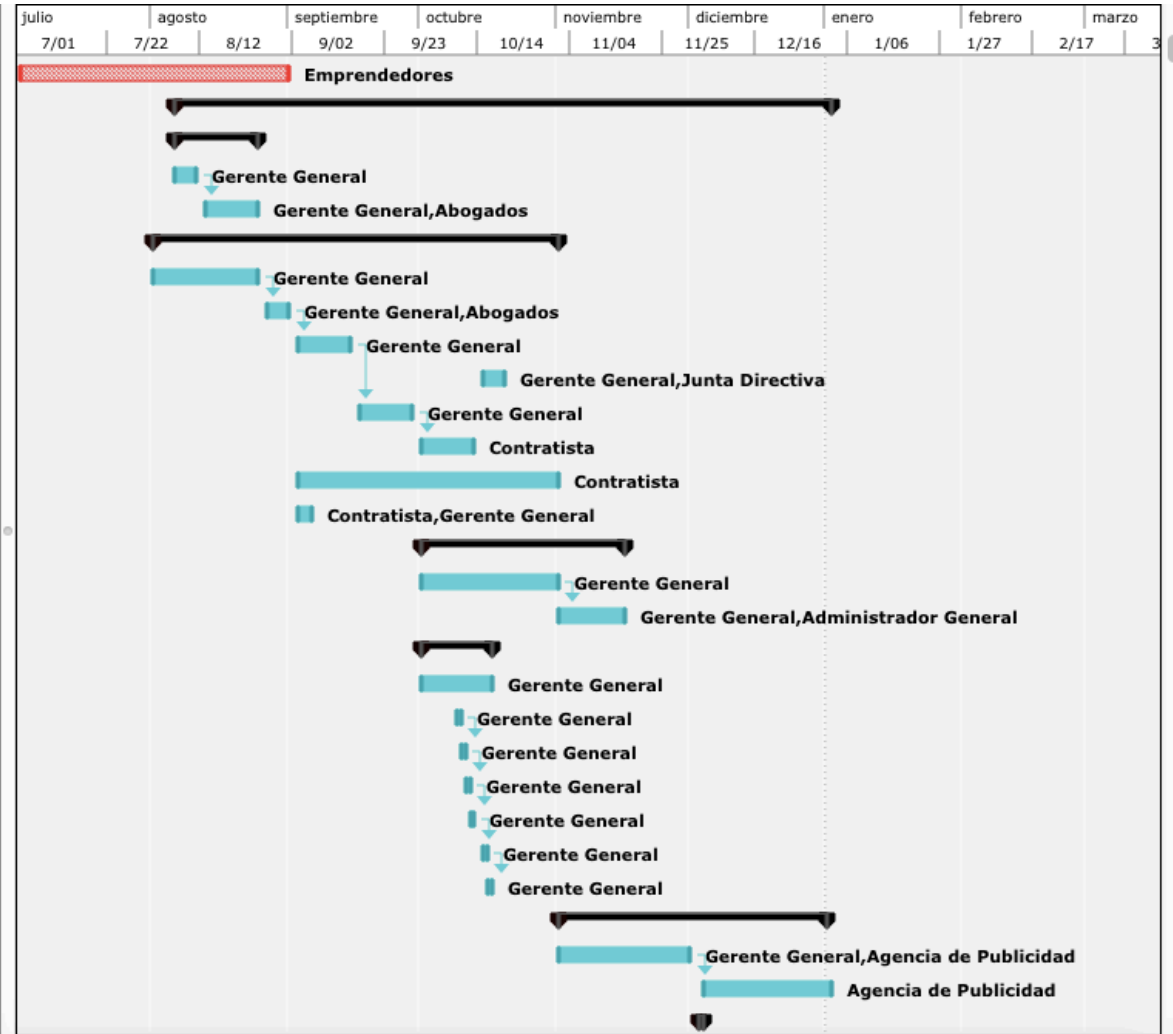 julio agosto septiembre octubre noviembre diciembre enero febrero marzo
7/01 7/22 8/12 9/02 9/23 10/14 11/04 11/25 12/16 1/06 1/27 2/17 3
Emprendedores
Gerente General
Gerente General,Abogados
Gerente General
Gerente General,Abogados
Gerente General
Gerente General,Junta Directiva
Gerente General
Contratista
Contratista
Contratista,Gerente General
Gerente General
Gerente General,Administrador General
Gerente General
Gerente General
Gerente General
Gerente General
Gerente General
Gerente General
Gerente General
Gerente General,Agencia de Publicidad
Agencia de Publicidad